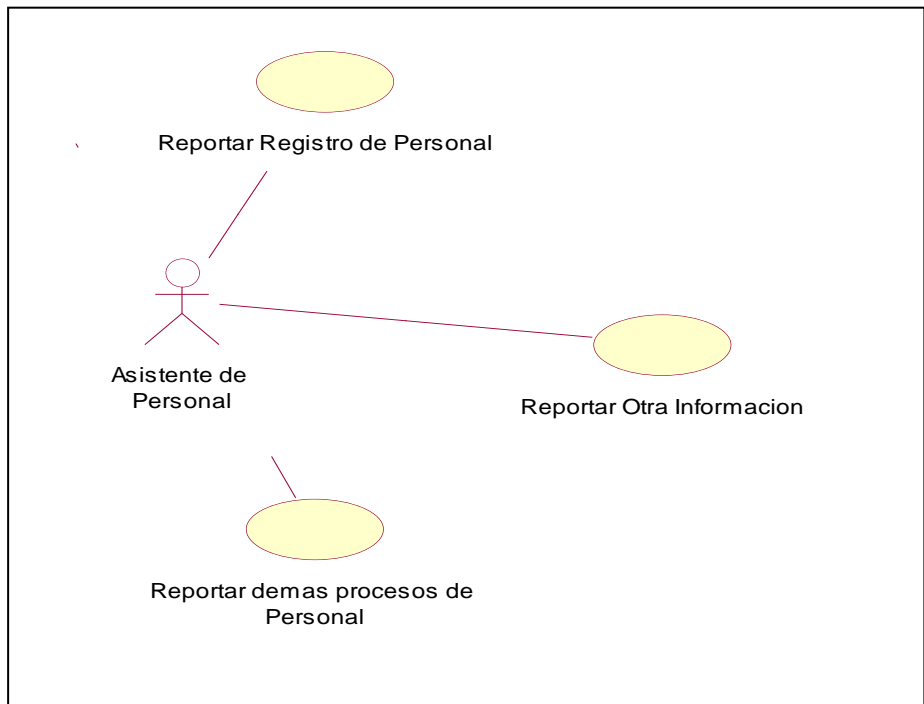 Reportar Registro de Personal
Asistente de
Personal
Reportar Otra Informacion
Reportar demas procesos de
Personal